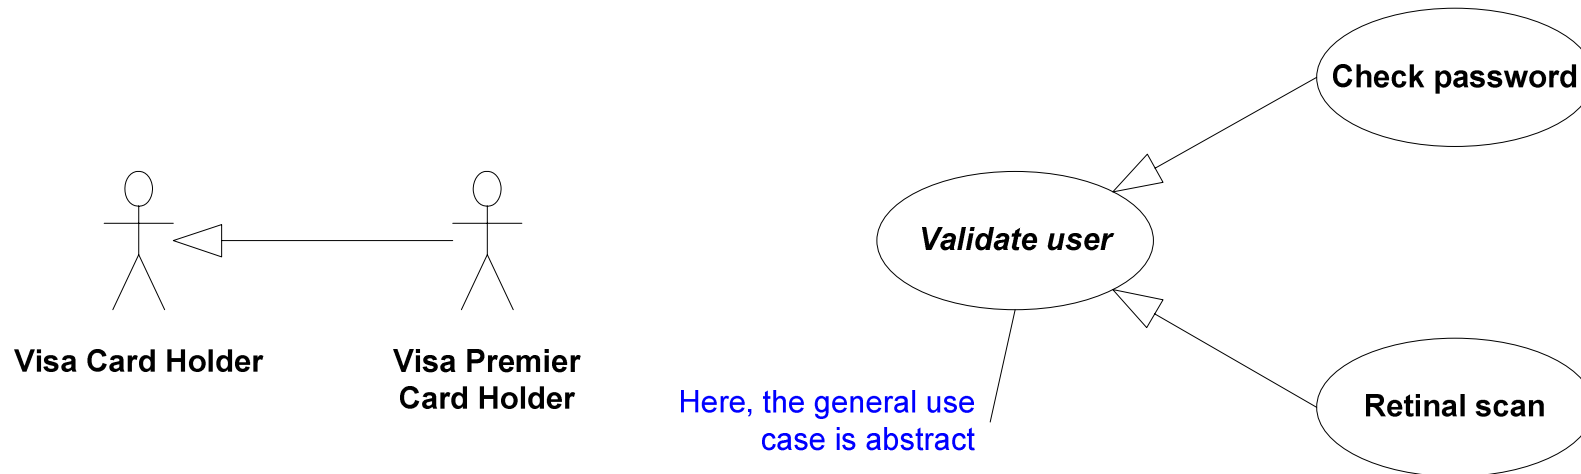 Check password
Validate user
Visa Card Holder
Visa Premier
Card Holder
Here, the general use
case is abstract
Retinal scan